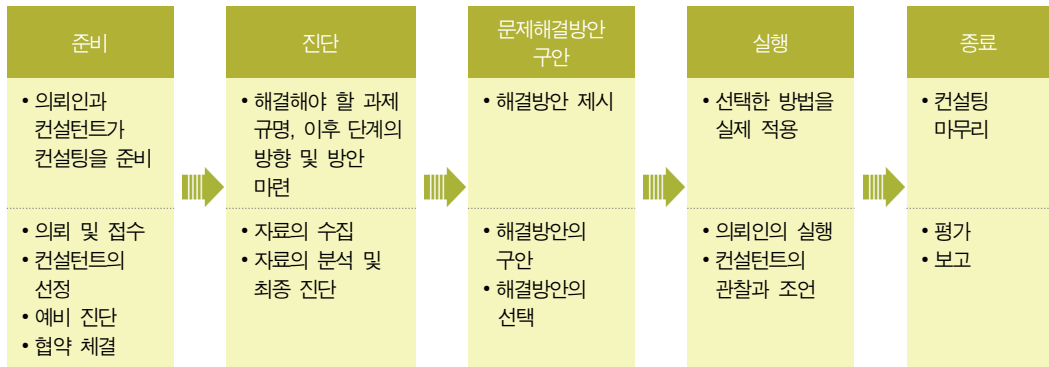 준비
• 의뢰인과
컨설턴트가
컨설팅을 준비
• 의뢰 및 접수
• 컨설턴트의
선정
• 예비 진단
• 협약 체결
진단
• 해결해야 할 과제
규명, 이후 단계의
방향 및 방안
마련
• 자료의 수집
• 자료의 분석 및
최종 진단
문제해결방안
구안
• 해결방안 제시
• 해결방안의
구안
• 해결방안의
선택
실행
• 선택한 방법을
실제 적용
• 의뢰인의 실행
• 컨설턴트의
관찰과 조언
종료
• 컨설팅
마무리
• 평가
• 보고